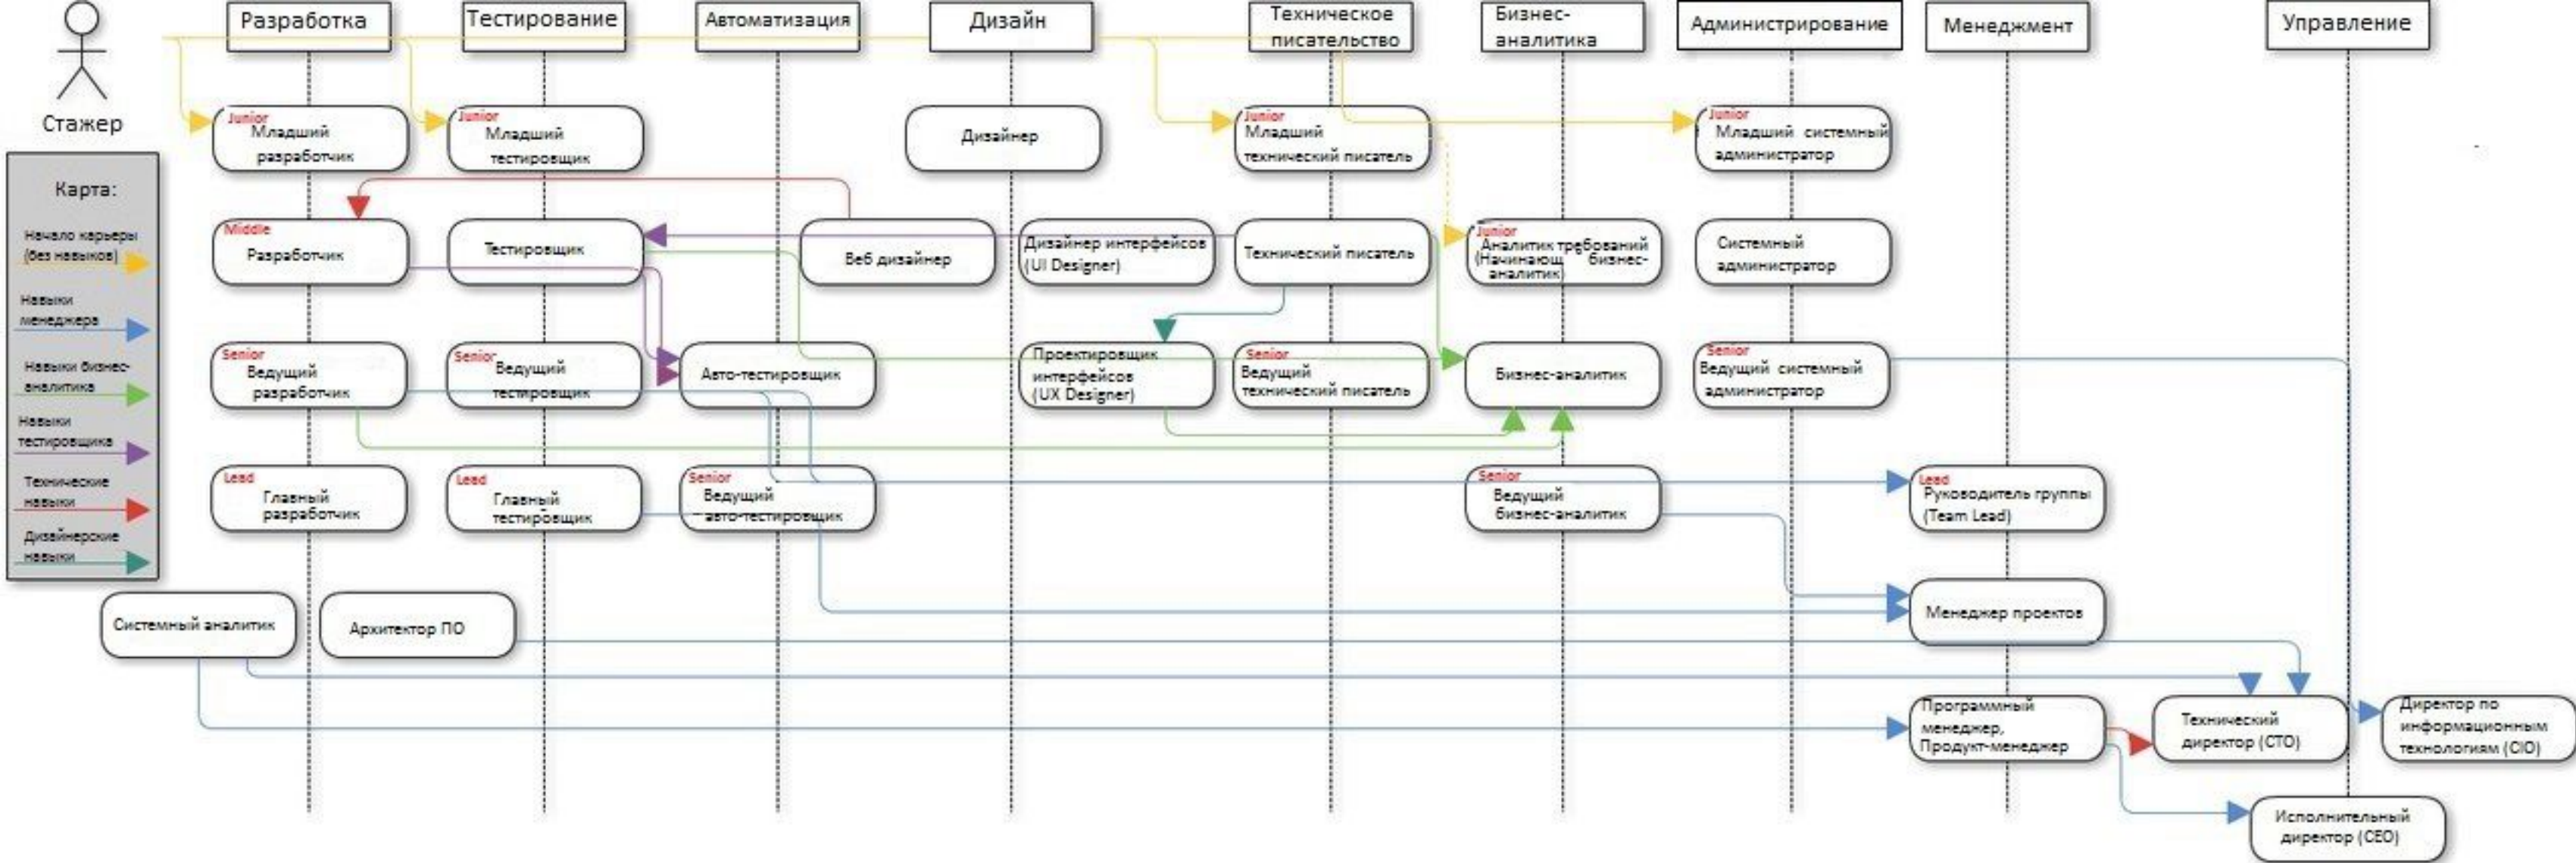 Разработка
Тестирование
Автоматизация
Дизайн
Техническое
писательство
Бизнес-
аналитика
Администрирование
Менеджмент
Управление
Стажер
Карта:
Начало карьеры
(без навыков)
Навыки
менеджера
Навыки бизнес-
аналитика
Навыки
тестировщика
Технические
навыки
Дизайнерские
навыки
Junior
Младший
разработчик
Junior
Младший
тестировщик
Дизайнер
Junior
Младший
технический писатель
Junior
Младший системный
администратор
Middle
Разработчик
Тестировщик
Веб дизайнер
Дизайнер интерфейсов
(UI Designer)
Технический писатель
Junior
Аналитик требований
(Начинающ бизнес-
аналитик)
Системный
администратор
Senior
Ведущий
разработчик
Senior
Ведущий
тестировщик
Авто-тестировщик
Проектировщик
интерфейсов
(UX Designer)
Senior
Ведущий
технический писатель
Бизнес-аналитик
Senior
Ведущий системный
администратор
Lead
Главный
разработчик
Lead
Главный
тестировщик
Senior
Ведущий
авто-тестировщик
Senior
Ведущий
бизнес-аналитик
Lead
Руководитель группы
(Team Lead)
Системный аналитик
Архитектор ПО
Менеджер проектов
Программный
менеджер,
Продукт-менеджер
Технический
директор (CTO)
Директор по
информационным
технологиям (CIO)
Исполнительный
директор (CEO)